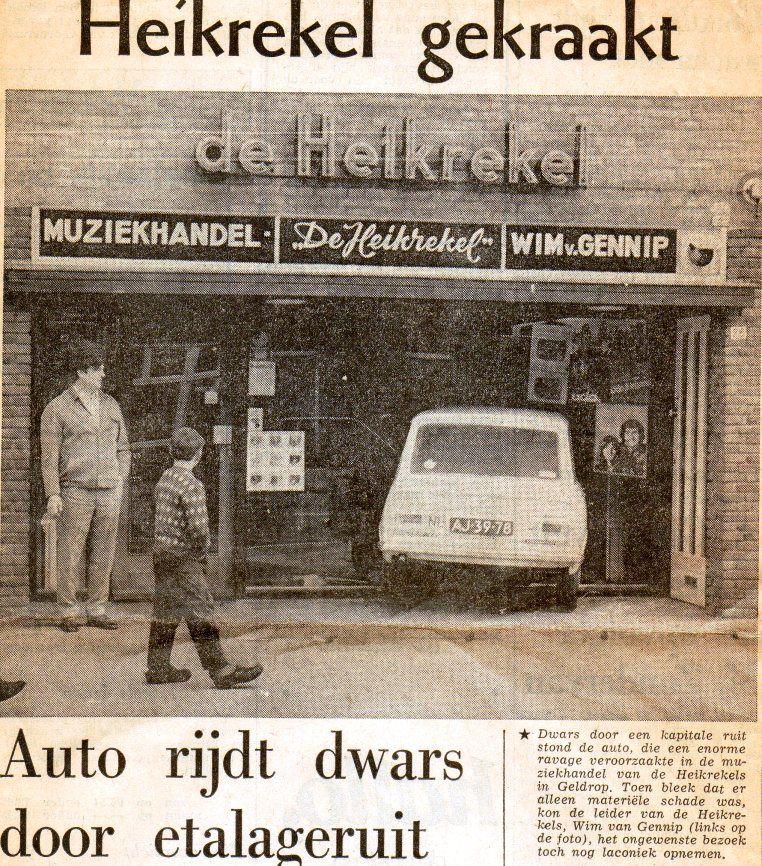 Heikrekel gekraakt
de Heikrekel
MUZIEKHANDEL - „De Heikrekel” WIM v. GENNIP
NL AJ-39-78
Auto rijdt dwars
door etalageruit
★ Dwars door een kapitale ruit
stond de auto, die een enorme
ravage veroorzaakte in de mu-
ziekhandel van de Heikrekels
in Geldrop. Toen bleek dat er
alleen materiële schade was,
kon de leider van de Heikre-
kels, Wim van Gennip (links op
de foto), het ongewenste bezoek
toch nog laconiek opnemen.